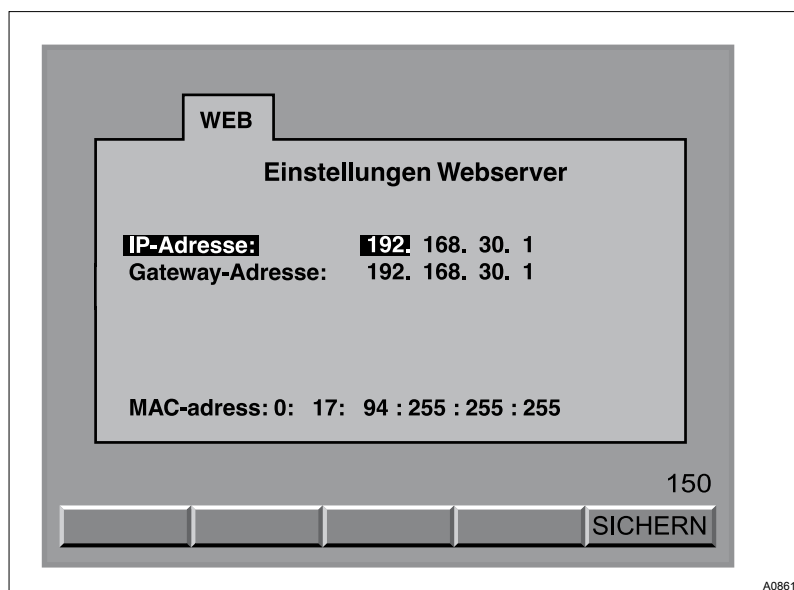 WEB
Einstellungen Webserver
IP-Adresse: 192. 168. 30. 1
Gateway-Adresse: 192. 168. 30. 1
MAC-adress: 0: 17: 94 : 255 : 255 : 255
150
SICHERN
A0861